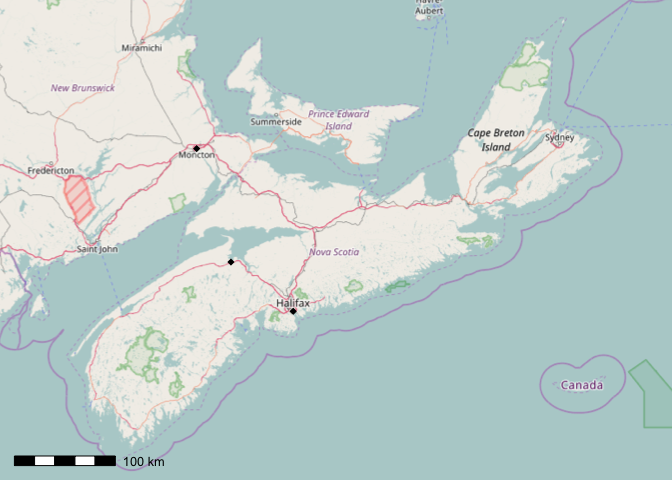 Havre-
Aubert
Miramichi
New Brunswick
Prince Edward
Island
Summerside
Cape Breton
Island
Sydney
Moncton
Fredericton
Saint John
Nova Scotia
Halifax
Canada
100 km